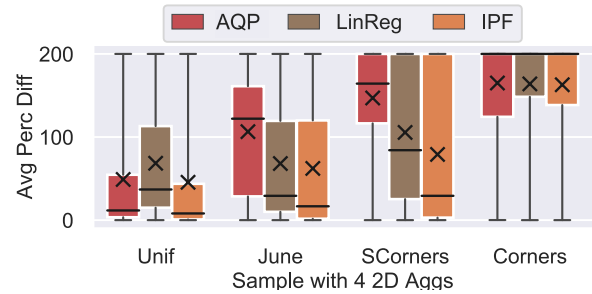 AQP LinReg IPF
200
100
0
Avg Perc Diff
Unif June SCorners Corners
Sample with 4 2D Aggs